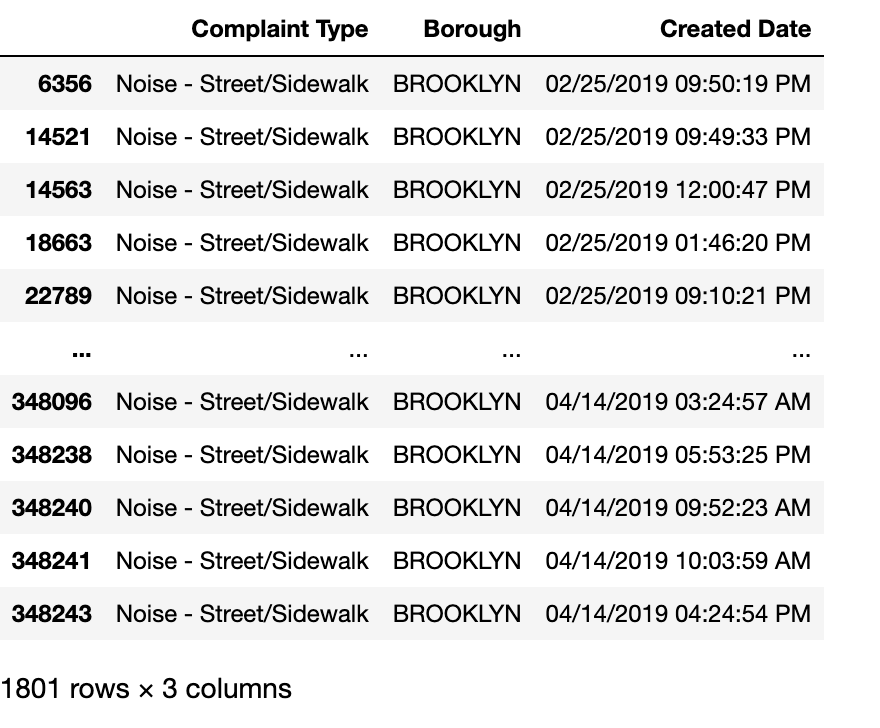 Complaint Type Borough Created Date
6356 Noise - Street/Sidewalk BROOKLYN 02/25/2019 09:50:19 PM
14521 Noise - Street/Sidewalk BROOKLYN 02/25/2019 09:49:33 PM
14563 Noise - Street/Sidewalk BROOKLYN 02/25/2019 12:00:47 PM
18663 Noise - Street/Sidewalk BROOKLYN 02/25/2019 01:46:20 PM
22789 Noise - Street/Sidewalk BROOKLYN 02/25/2019 09:10:21 PM
... ... ... ...
348096 Noise - Street/Sidewalk BROOKLYN 04/14/2019 03:24:57 AM
348238 Noise - Street/Sidewalk BROOKLYN 04/14/2019 05:53:25 PM
348240 Noise - Street/Sidewalk BROOKLYN 04/14/2019 09:52:23 AM
348241 Noise - Street/Sidewalk BROOKLYN 04/14/2019 10:03:59 AM
348243 Noise - Street/Sidewalk BROOKLYN 04/14/2019 04:24:54 PM
1801 rows × 3 columns